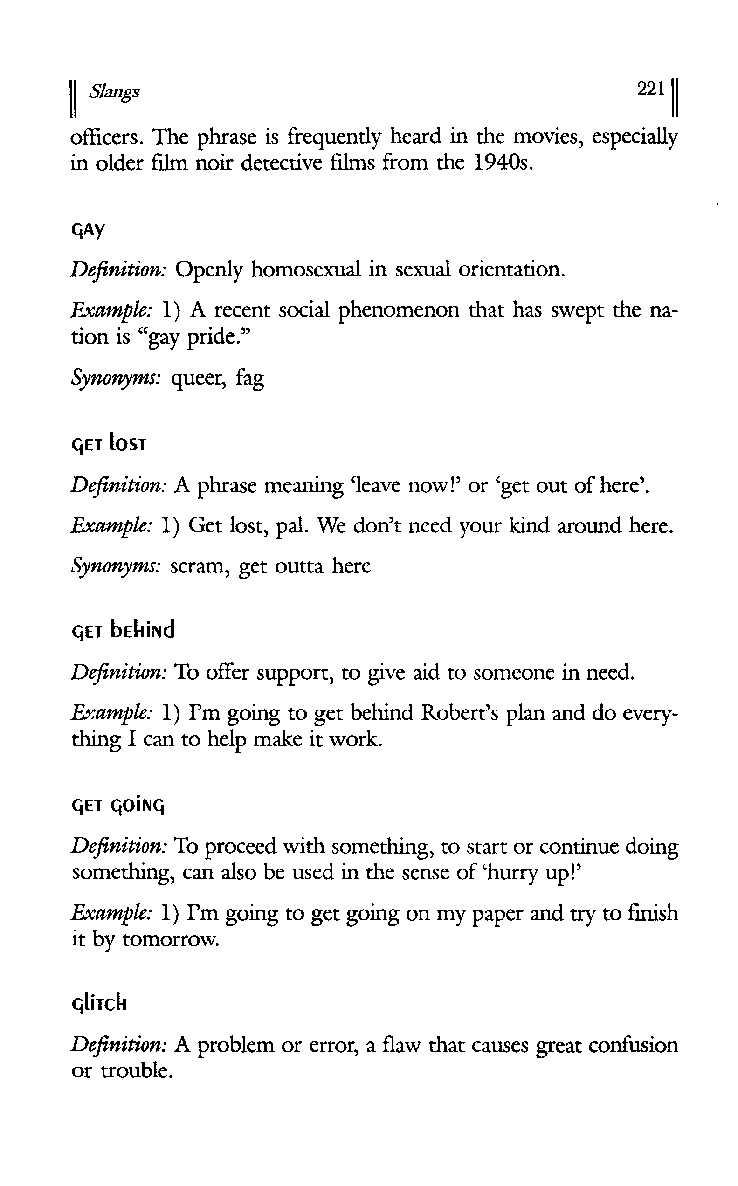 Slangs 221
officers. The phrase is frequently heard in the movies, especially
in older film noir detective films from the 1940s.
gay
Definition: Openly homosexual in sexual orientation.
Example: 1) A recent social phenomenon that has swept the na-
tion is “gay pride.”
Synonyms: queer, fag
get lost
Definition: A phrase meaning ‘leave now!’ or ‘get out of here’.
Example: 1) Get lost, pal. We don’t need your kind around here.
Synonyms: scram, get outta here
get behind
Definition: To offer support, to give aid to someone in need.
Example: 1) I’m going to get behind Robert’s plan and do every-
thing I can to help make it work.
get going
Definition: To proceed with something, to start or continue doing
something, can also be used in the sense of ‘hurry up!’
Example: 1) I’m going to get going on my paper and try to finish
it by tomorrow.
glitch
Definition: A problem or error, a flaw that causes great confusion
or trouble.